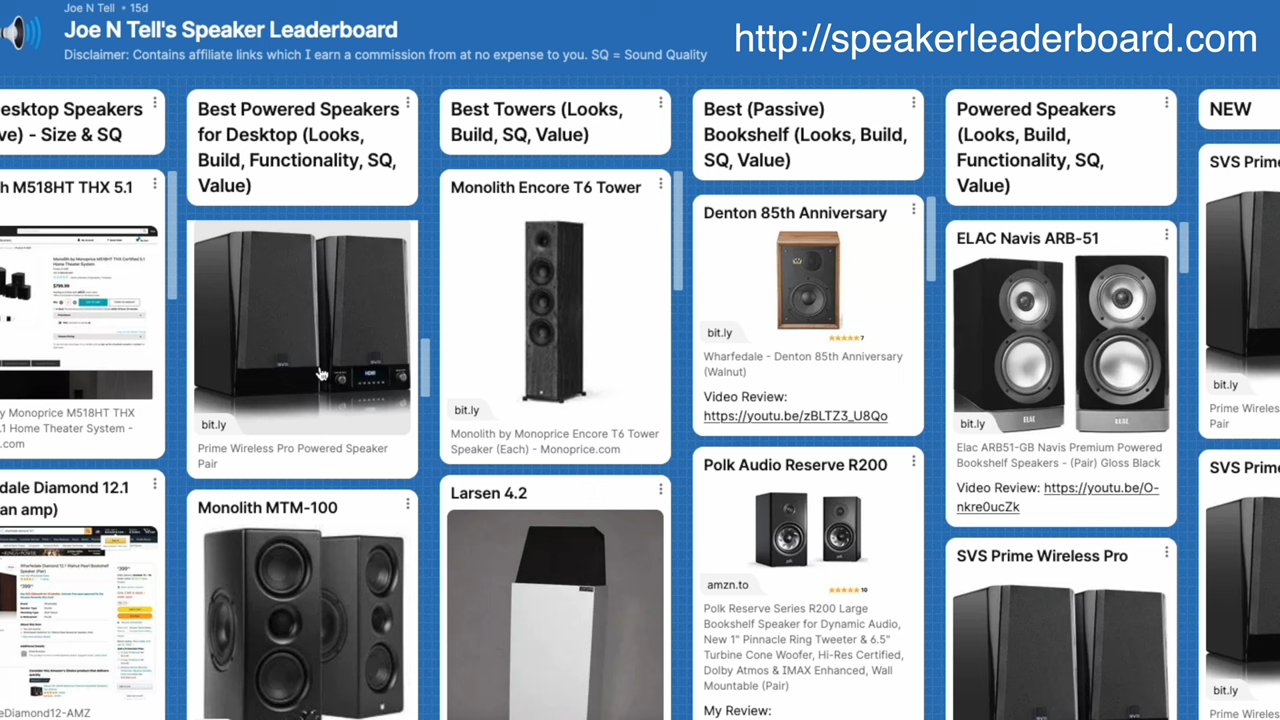 Joe N Tell • 15d
Joe N Tell's Speaker Leaderboard
Disclaimer: Contains affiliate links which I earn a commission from at no expense to you. SQ = Sound Quality
http://speakerleaderboard.com
esktop Speakers
ve) - Size & SQ
h M518HT THX 5.1
y Monoprice M518HT THX
.1 Home Theater System -
.com
dale Diamond 12.1
an amp)
eDiamond12-AMZ
Best Powered Speakers
for Desktop (Looks,
Build, Functionality, SQ,
Value)
bit.ly
Prime Wireless Pro Powered Speaker
Pair
Monolith MTM-100
Best Towers (Looks,
Build, SQ, Value)
Monolith Encore T6 Tower
bit.ly
Monolith by Monoprice Encore T6 Tower
Speaker (Each) - Monoprice.com
Larsen 4.2
Best (Passive)
Bookshelf (Looks, Build,
SQ, Value)
Denton 85th Anniversary
bit.ly
7
Wharfedale - Denton 85th Anniversary
(Walnut)
Video Review:
https://youtu.be/zBLTZ3_U8Qo
Polk Audio Reserve R200
amzn.to
10
Polk Reserve Series R200 Large
Bookshelf Speaker for Dynamic Audio,
New 1" Pinnacle Ring Tweeter & 6.5"
Turbine Cone Woofer, Hi-Res Certified,
Dolby Atmos & IMAX Enhanced, Wall
Mountable (Pair)
My Review:
Powered Speakers
(Looks, Build,
Functionality, SQ,
Value)
ELAC Navis ARB-51
bit.ly
ELAC
Elac ARB51-GB Navis Premium Powered
Bookshelf Speakers - (Pair) Gloss Black
Video Review: https://youtu.be/O-
nkre0ucZk
SVS Prime Wireless Pro
NEW
SVS Prime
bit.ly
Prime Wireles
Pair
SVS Prime
bit.ly
Prime Wireles